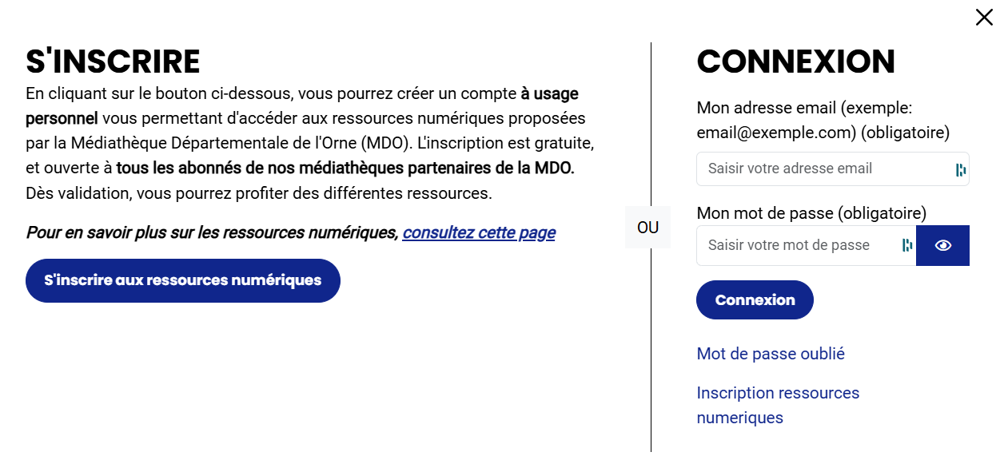 S'INSCRIRE
En cliquant sur le bouton ci-dessous, vous pourrez créer un compte à usage
personnel vous permettant d'accéder aux ressources numériques proposées
par la Médiathèque Départementale de l'Orne (MDO). L'inscription est gratuite,
et ouverte à tous les abonnés de nos médiathèques partenaires de la MDO.
Dès validation, vous pourrez profiter des différentes ressources.
Pour en savoir plus sur les ressources numériques, consultez cette page
S'inscrire aux ressources numériques
OU
CONNEXION
Mon adresse email (exemple:
email@exemple.com) (obligatoire)
Saisir votre adresse email
Mon mot de passe (obligatoire)
Saisir votre mot de passe
Connexion
Mot de passe oublié
Inscription ressources
numeriques